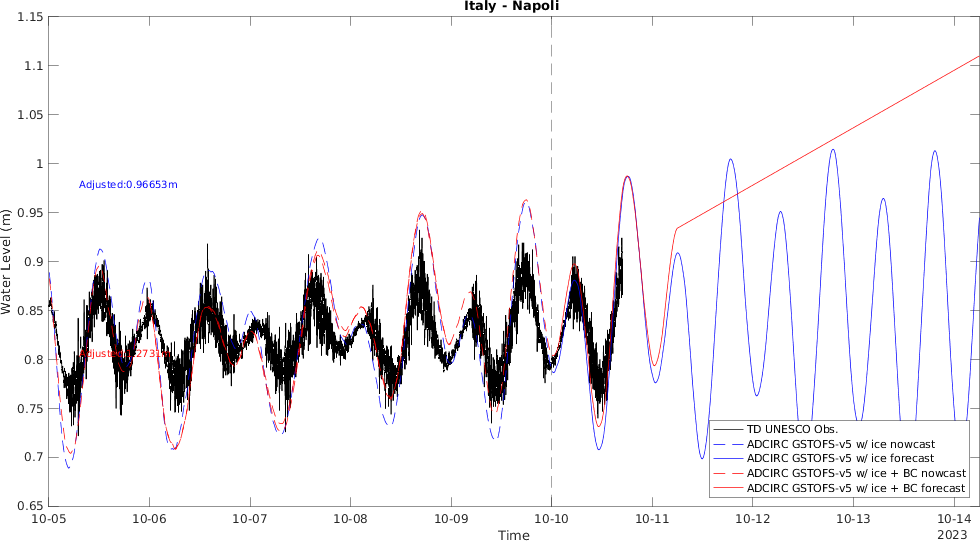 Italy - Napoli
1.15
1.1
1.05
1
0.95
0.9
0.85
0.8
0.75
0.7
0.65
Water Level (m)
Adjusted:0.96653m
TD UNESCO Obs.
ADCIRC GSTOFS-v5 w/ ice nowcast
ADCIRC GSTOFS-v5 w/ ice forecast
ADCIRC GSTOFS-v5 w/ ice + BC nowcast
ADCIRC GSTOFS-v5 w/ ice + BC forecast
10-05 10-06 10-07 10-08 10-09 10-10 10-11 10-12 10-13 10-14
Time
2023